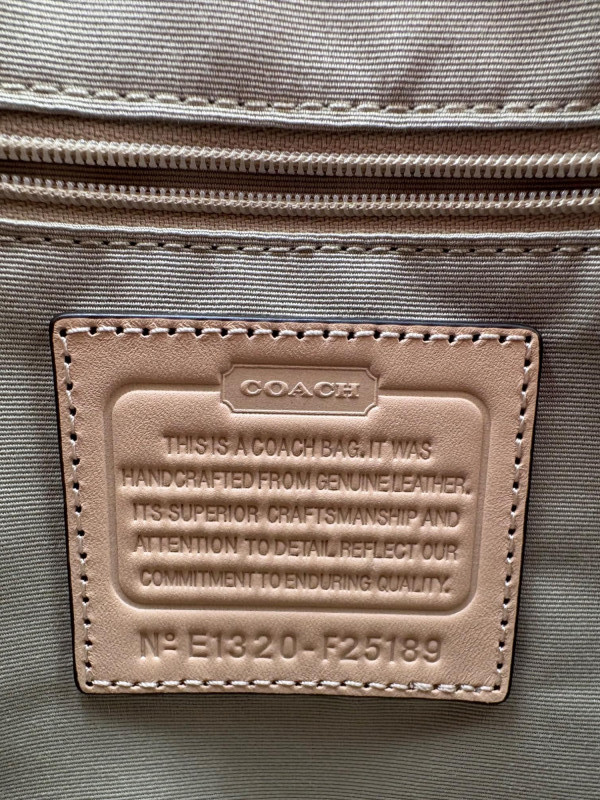 COACH
THIS IS A COACH BAG. IT WAS
HANDCRAFTED FROM GENUINE LEATHER.
ITS SUPERIOR CRAFTSMANSHIP AND
ATTENTION TO DETAIL REFLECT OUR
COMMITMENT TO ENDURING QUALITY.
Nº E1320-F25189